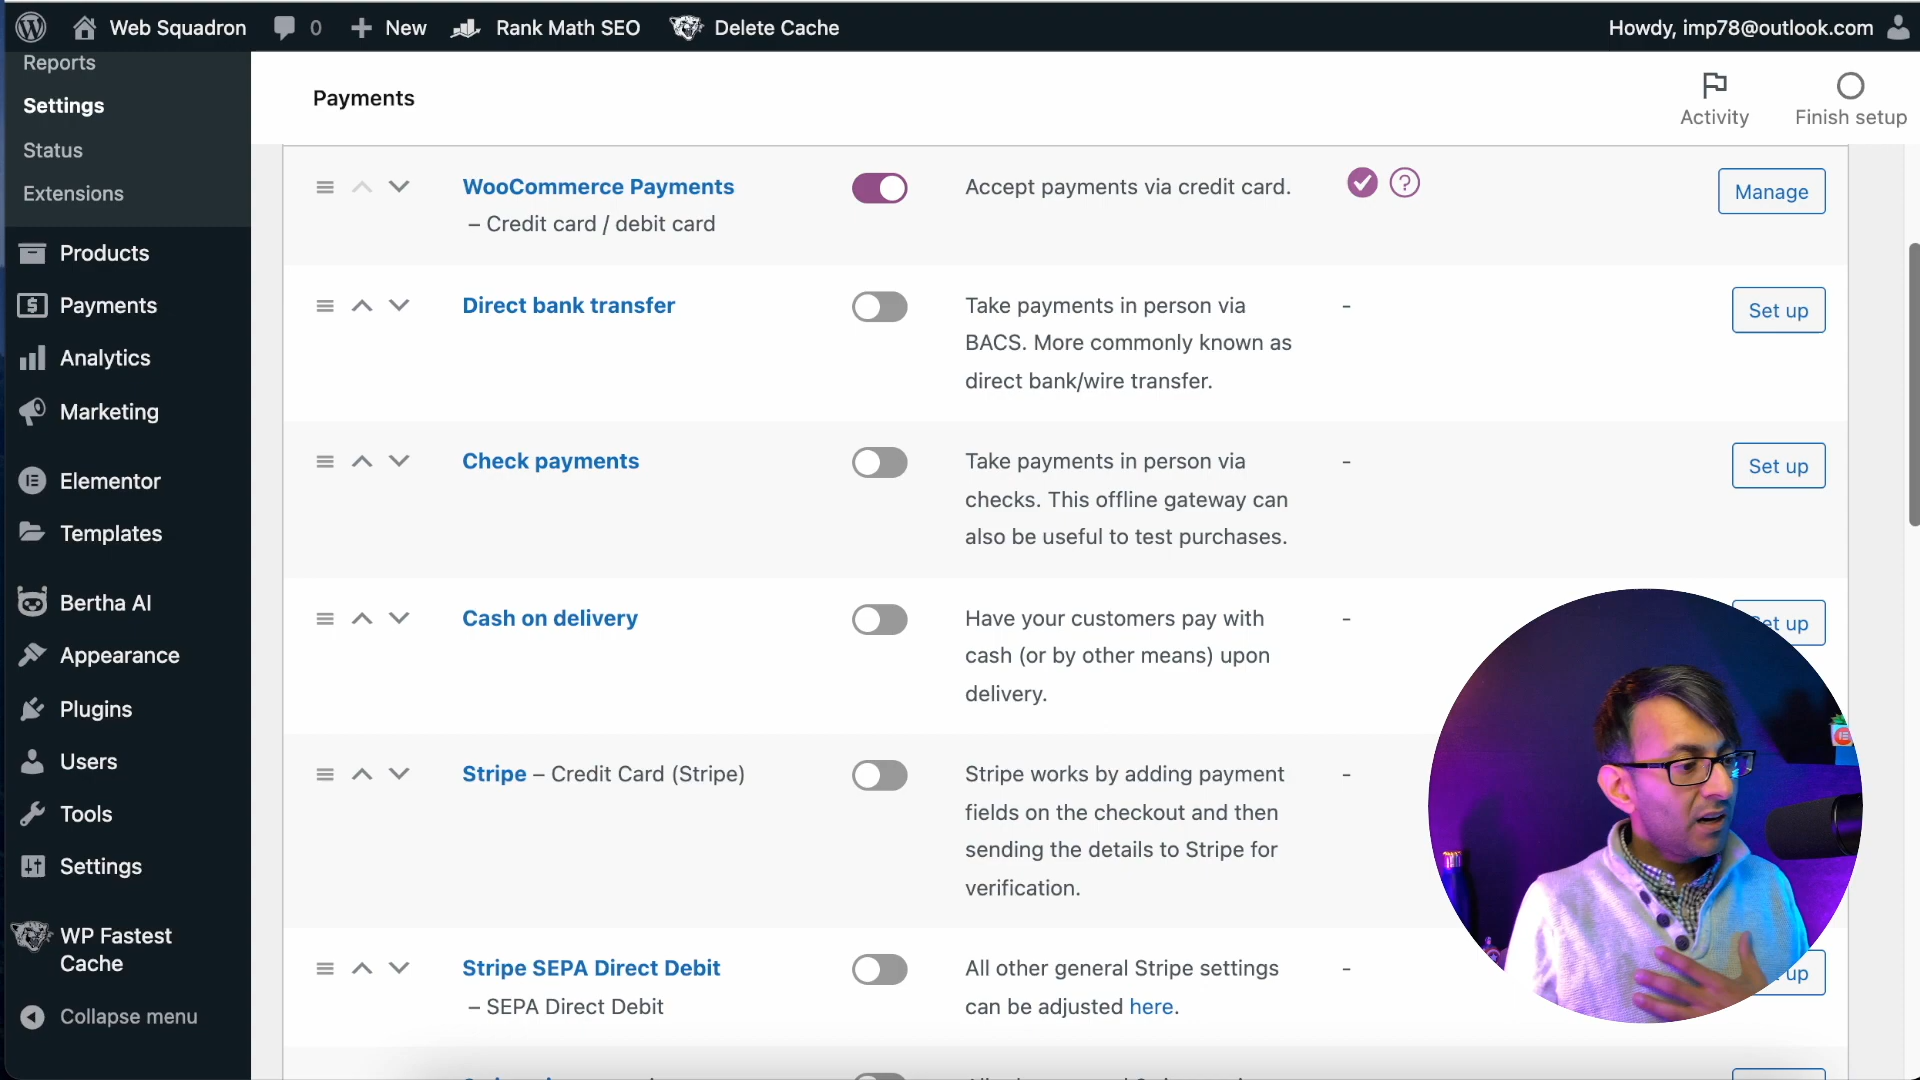 Web Squadron 0 New Rank Math SEO Delete Cache Howdy, imp78@outlook.com
Reports
Settings
Status
Extensions
Products
Payments
Analytics
Marketing
Elementor
Templates
Bertha AI
Appearance
Plugins
Users
Tools
Settings
WP Fastest
Cache
Collapse menu
Payments
Activity
Finish setup
WooCommerce Payments
– Credit card / debit card
Accept payments via credit card.
Manage
Direct bank transfer
Take payments in person via
BACS. More commonly known as
direct bank/wire transfer.
-
Set up
Check payments
Take payments in person via
checks. This offline gateway can
also be useful to test purchases.
-
Set up
Cash on delivery
Have your customers pay with
cash (or by other means) upon
delivery.
-
up
Stripe – Credit Card (Stripe)
Stripe works by adding payment
fields on the checkout and then
sending the details to Stripe for
verification.
-
Stripe SEPA Direct Debit
– SEPA Direct Debit
All other general Stripe settings
can be adjusted here.
-
up